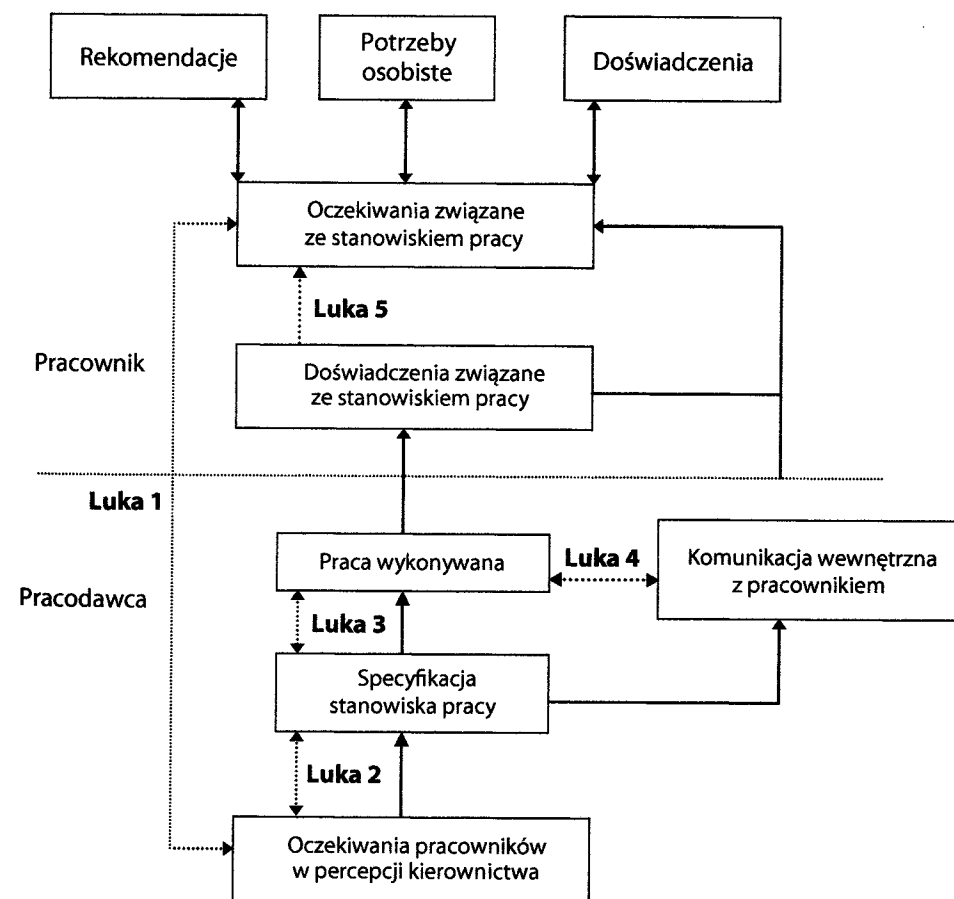 Rekomendacje
Potrzeby
osobiste
Doświadczenia
Oczekiwania związane
ze stanowiskiem pracy
Luka 5
Pracownik
Doświadczenia związane
ze stanowiskiem pracy
Luka 1
Pracodawca
Praca wykonywana
Luka 4
Komunikacja wewnętrzna
z pracownikiem
Luka 3
Specyfikacja
stanowiska pracy
Luka 2
Oczekiwania pracowników
w percepcji kierownictwa